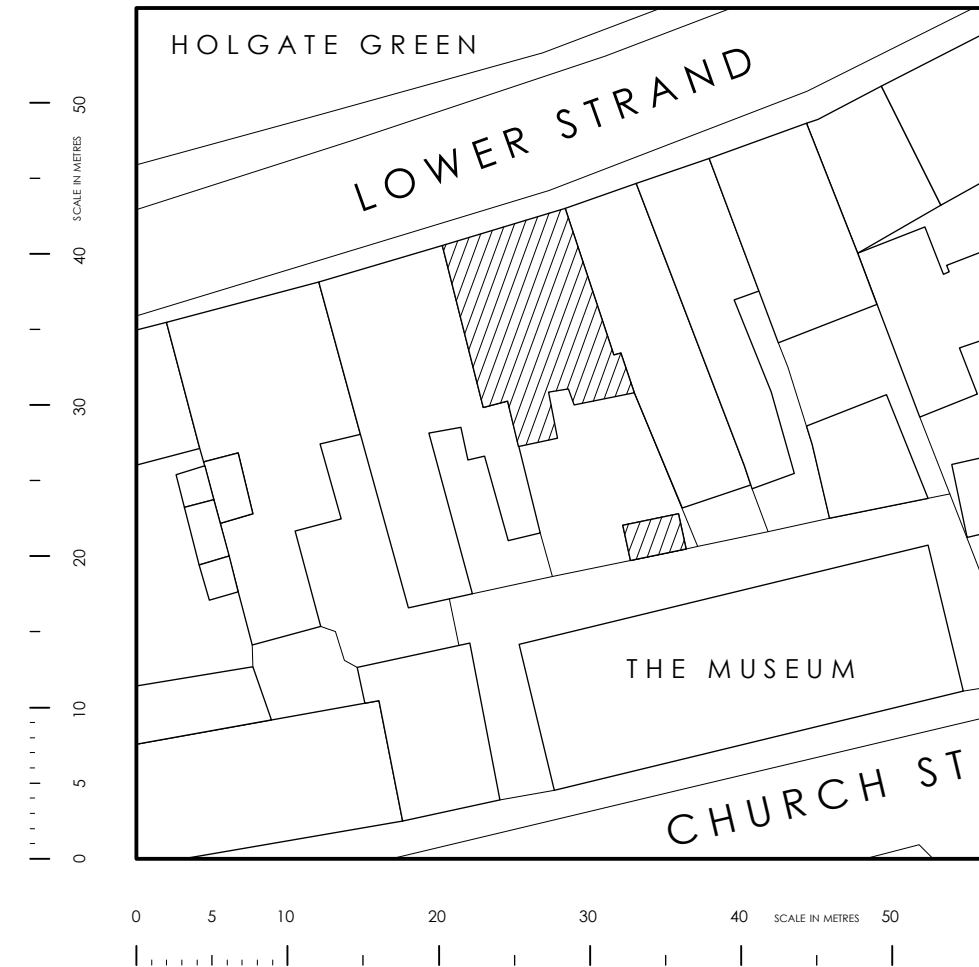 HOLGATE GREEN
LOWER STRAND
THE MUSEUM
CHURCH ST
50
SCALE IN METRES
40
30
20
10
5
0
0 5 10 20 30 40 SCALE IN METRES 50